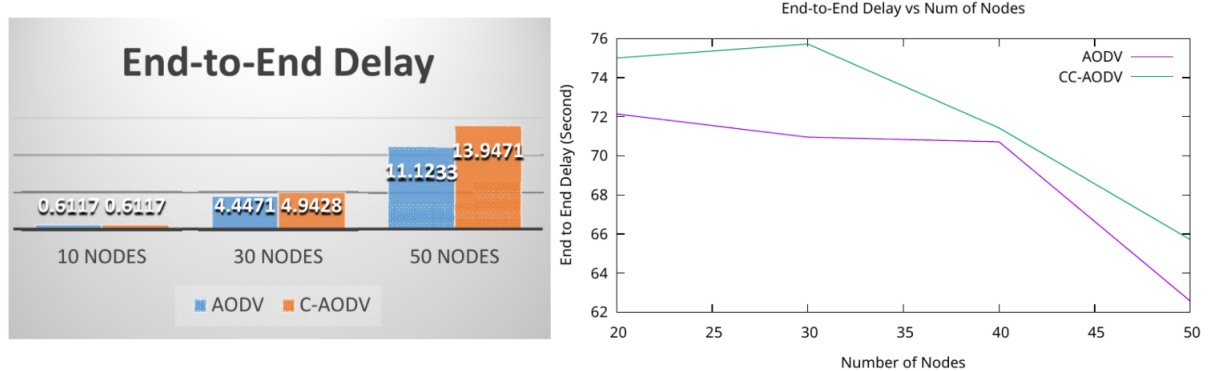 End-to-End Delay
0.6117 0.6117
4.4471 4.9428
11.1233 13.9471
10 NODES 30 NODES 50 NODES
AODV C-AODV
End-to-End Delay vs Num of Nodes
AODV
CC-AODV
End to End Delay (Second)
76
74
72
70
68
66
64
62
20 25 30 35 40 45 50
Number of Nodes